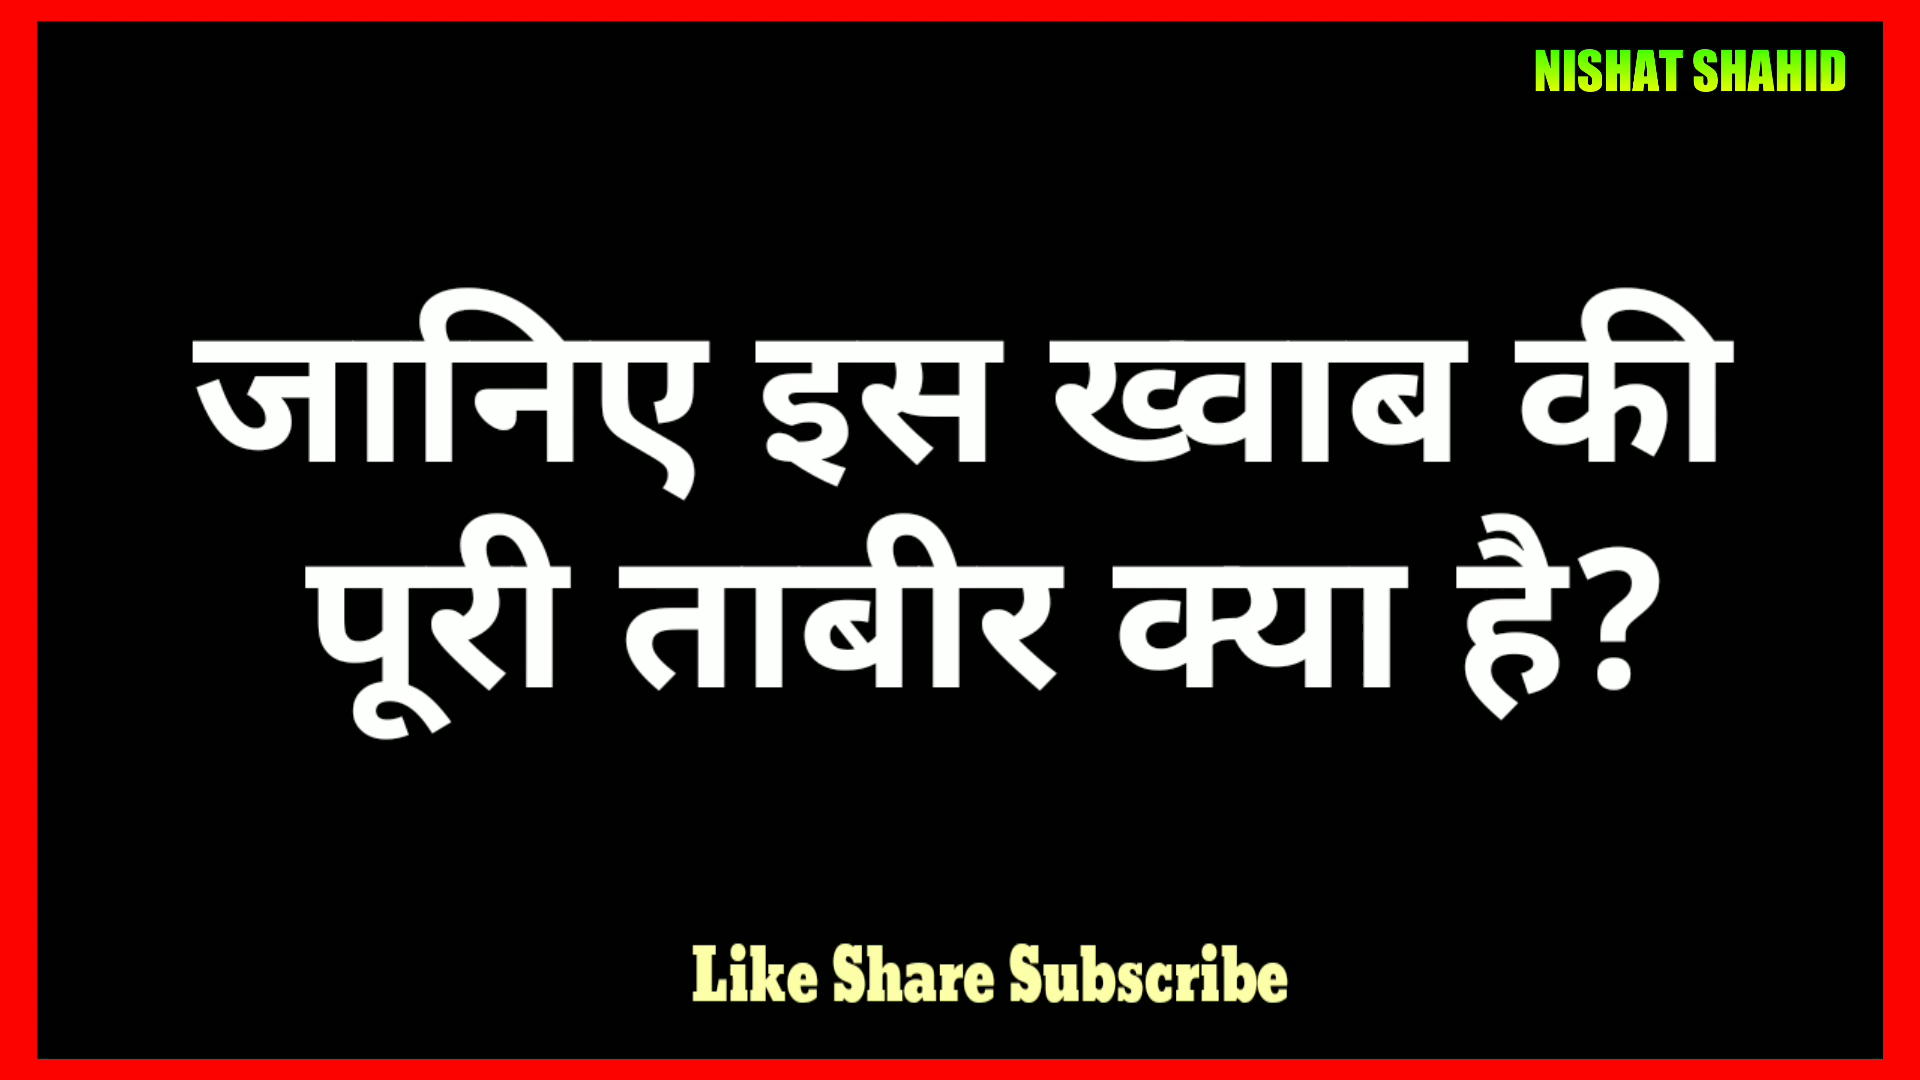 NISHAT SHAHID
जानिए इस ख्वाब की
पूरी ताबीर क्या है?
Like Share Subscribe